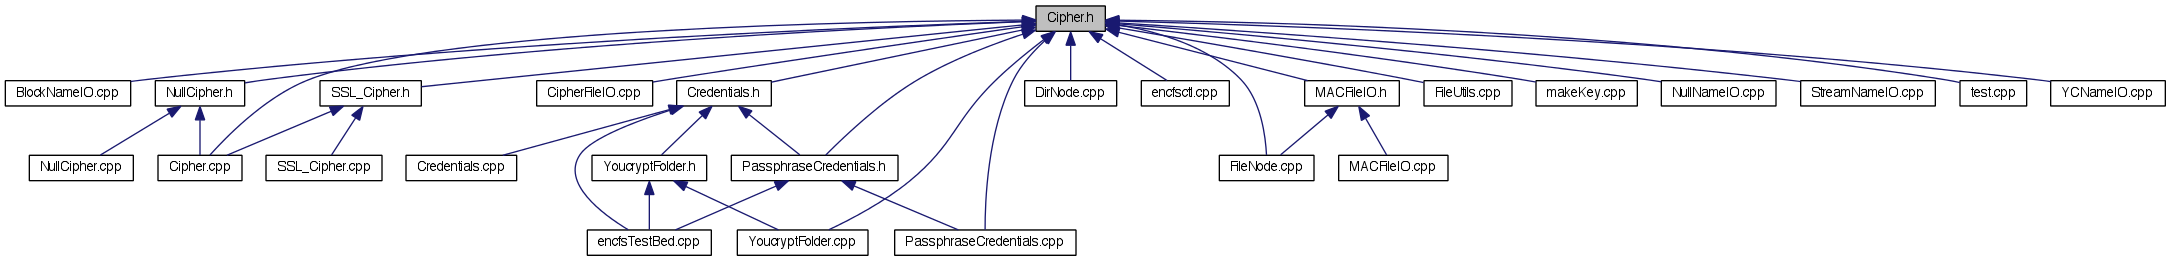 Cipher.h
BlockNameIO.cpp
NullCipher.h
SSL_Cipher.h
CipherFileIO.cpp
Credentials.h
DirNode.cpp
encfsctl.cpp
MACFileIO.h
FileUtils.cpp
makeKey.cpp
NullNameIO.cpp
StreamNameIO.cpp
test.cpp
YCNameIO.cpp
NullCipher.cpp
Cipher.cpp
SSL_Cipher.cpp
Credentials.cpp
YoucryptFolder.h
PassphraseCredentials.h
FileNode.cpp
MACFileIO.cpp
encfsTestBed.cpp
YoucryptFolder.cpp
PassphraseCredentials.cpp